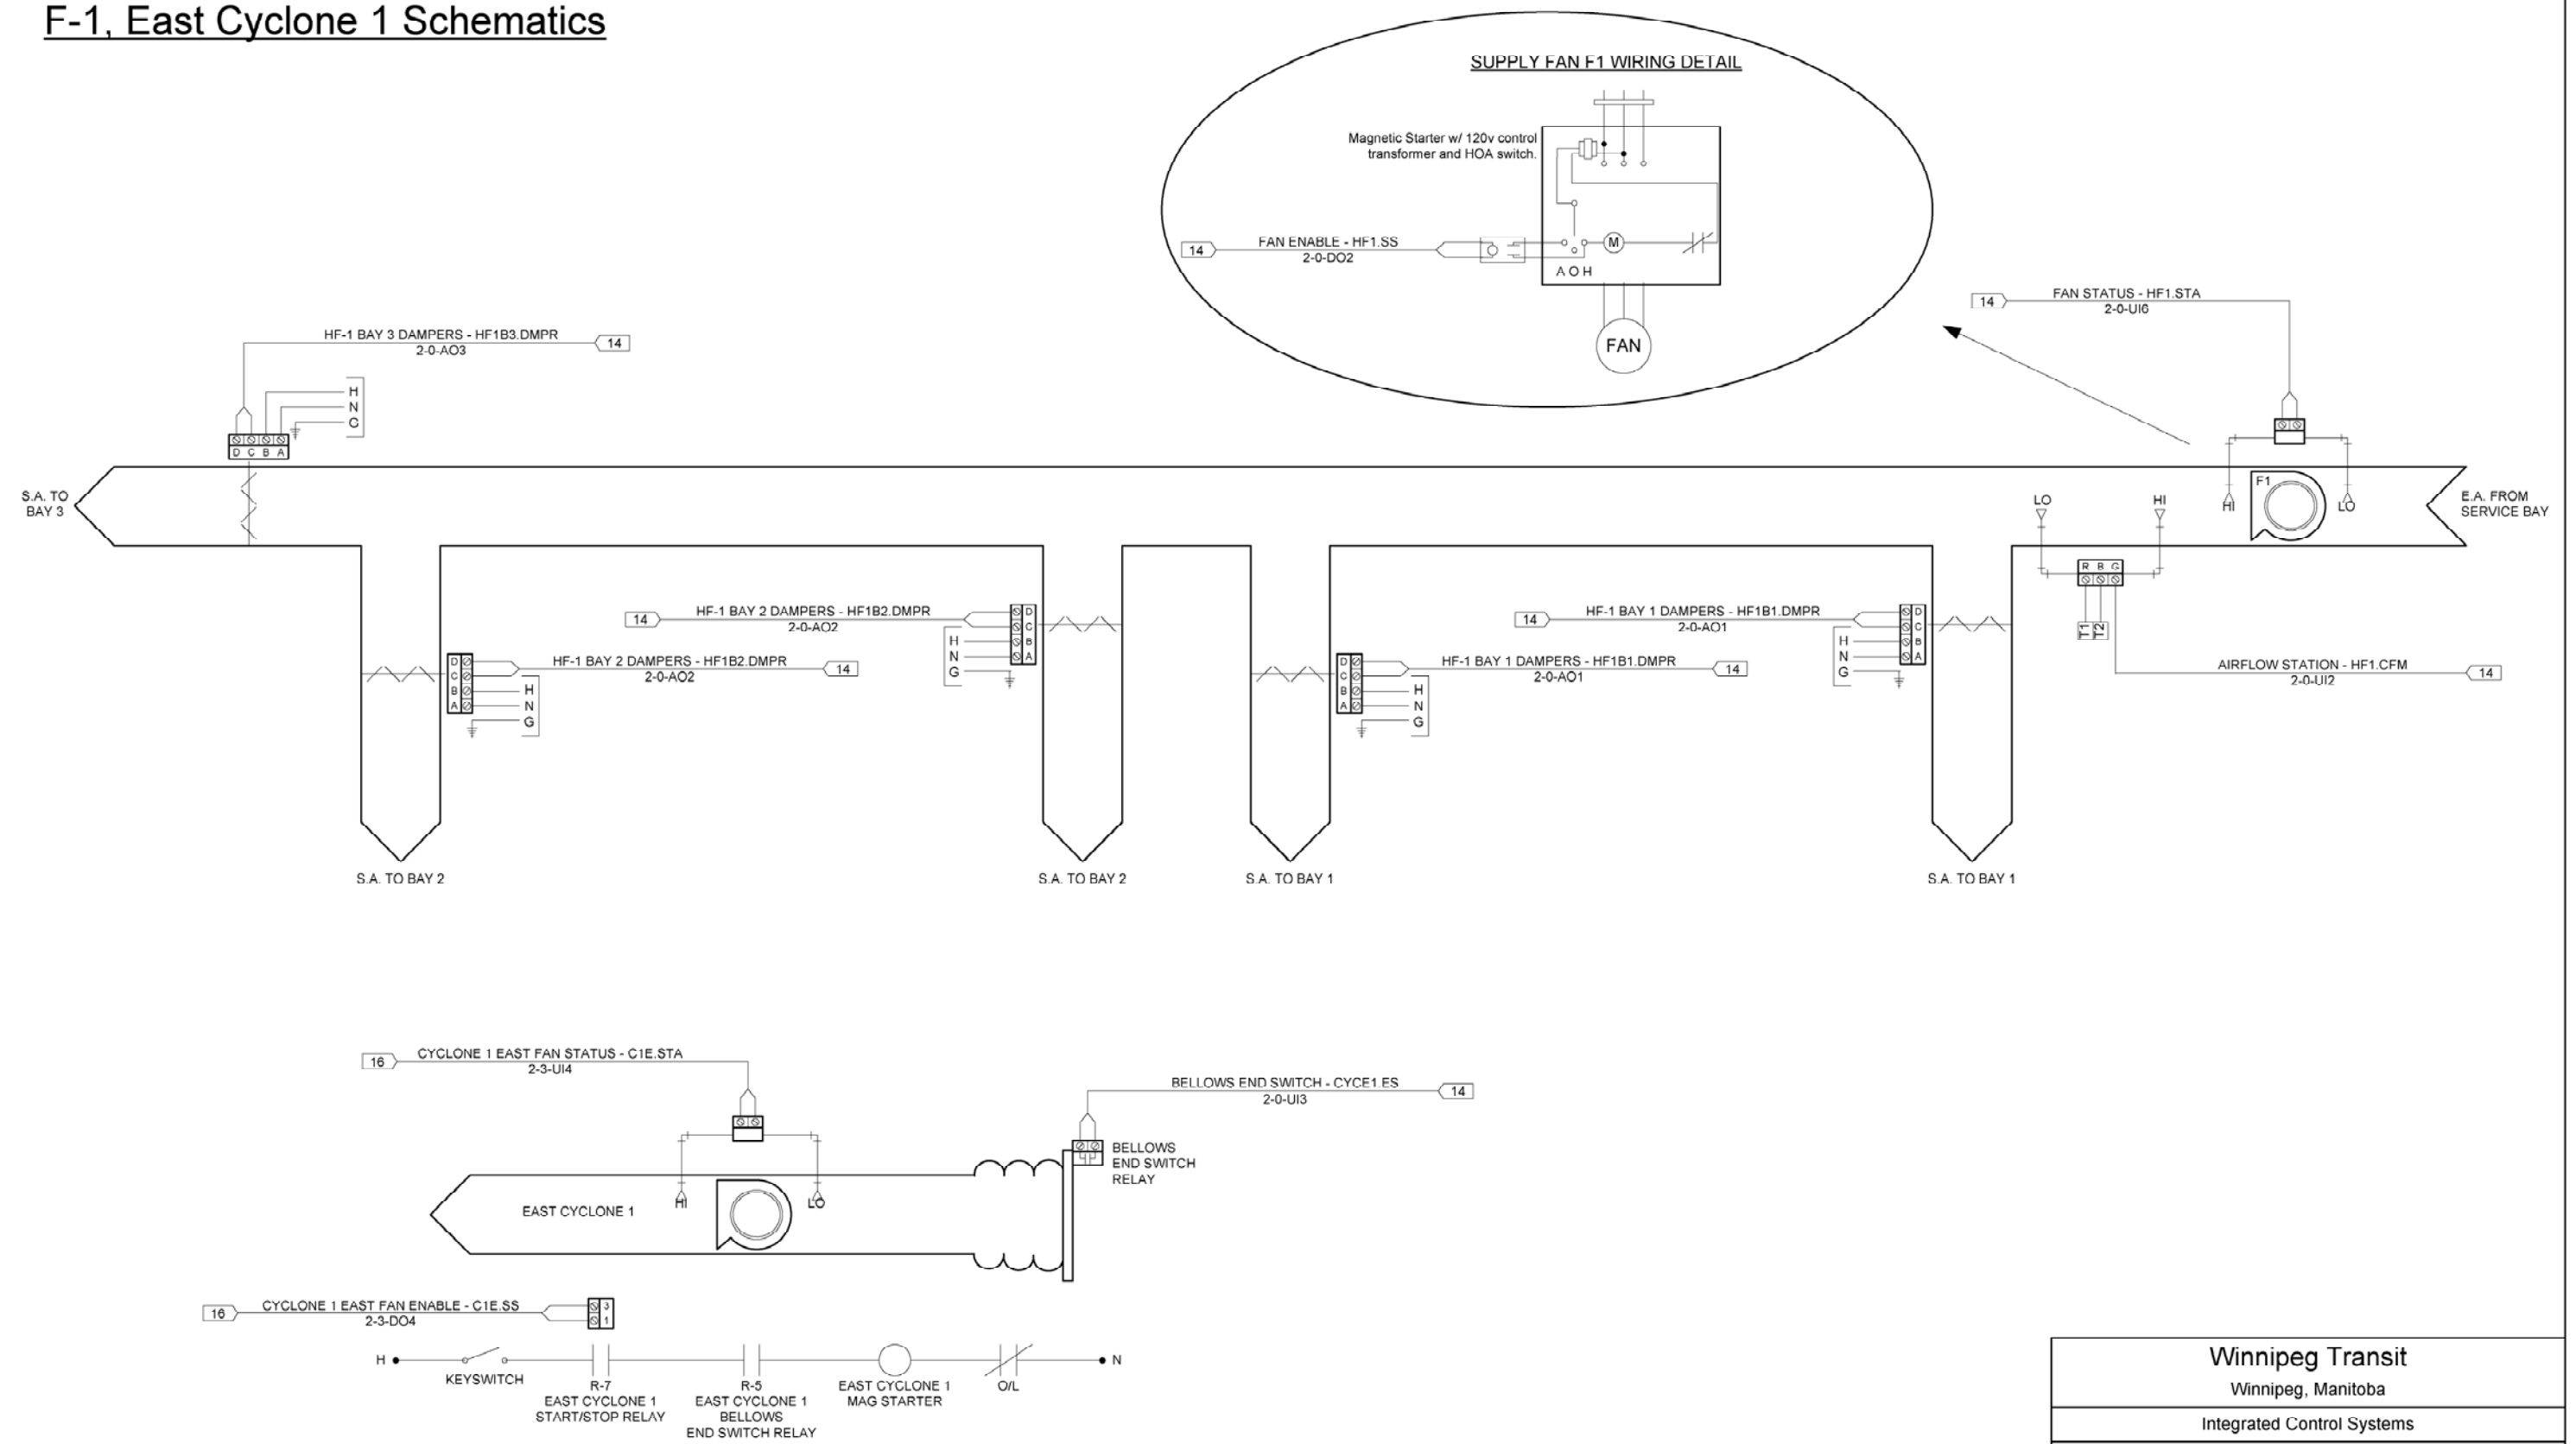 F-1, East Cyclone 1 Schematics
SUPPLY FAN F1 WIRING DETAIL
Magnetic Starter w/ 120v control
transformer and HOA switch.
14
FAN ENABLE - HF1.SS
2-0-DO2
M
A O H
FAN
14
FAN STATUS - HF1.STA
2-0-UI6
HF-1 BAY 3 DAMPERS - HF1B3.DMPR
2-0-AO3
14
H
N
G
D C B A
S.A. TO
BAY 3
LO
HI
HI
F1
LO
E.A. FROM
SERVICE BAY
R B G
T1
T2
AIRFLOW STATION - HF1.CFM
2-0-UI2
14
14
HF-1 BAY 2 DAMPERS - HF1B2.DMPR
2-0-AO2
D
C
B
A
H
N
G
HF-1 BAY 2 DAMPERS - HF1B2.DMPR
2-0-AO2
14
D
C
B
A
H
N
G
14
HF-1 BAY 1 DAMPERS - HF1B1.DMPR
2-0-AO1
D
C
B
A
H
N
G
HF-1 BAY 1 DAMPERS - HF1B1.DMPR
2-0-AO1
14
D
C
B
A
H
N
G
S.A. TO BAY 2
S.A. TO BAY 2
S.A. TO BAY 1
S.A. TO BAY 1
16
CYCLONE 1 EAST FAN STATUS - C1E.STA
2-3-UI4
BELLOWS END SWITCH - CYCE1.ES
2-0-UI3
14
BELLOWS
END SWITCH
RELAY
EAST CYCLONE 1
HI
LO
16
CYCLONE 1 EAST FAN ENABLE - C1E.SS
2-3-DO4
3
1
H
N
KEYSWITCH
R-7
EAST CYCLONE 1
START/STOP RELAY
R-5
EAST CYCLONE 1
BELLOWS
END SWITCH RELAY
EAST CYCLONE 1
MAG STARTER
O/L
Winnipeg Transit
Winnipeg, Manitoba
Integrated Control Systems